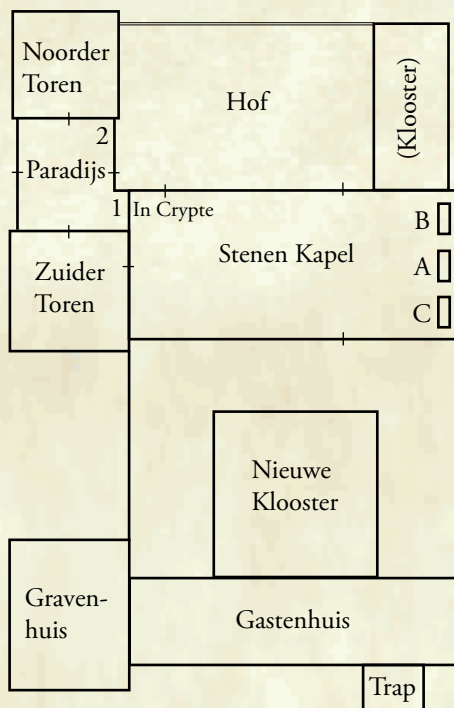 Noorder
Toren
Hof
(Klooster)
2
Paradijs
1
In Crypte
Stenen Kapel
B
A
C
Zuider
Toren
Nieuwe
Klooster
Graven-
huis
Gastenhuis
Trap